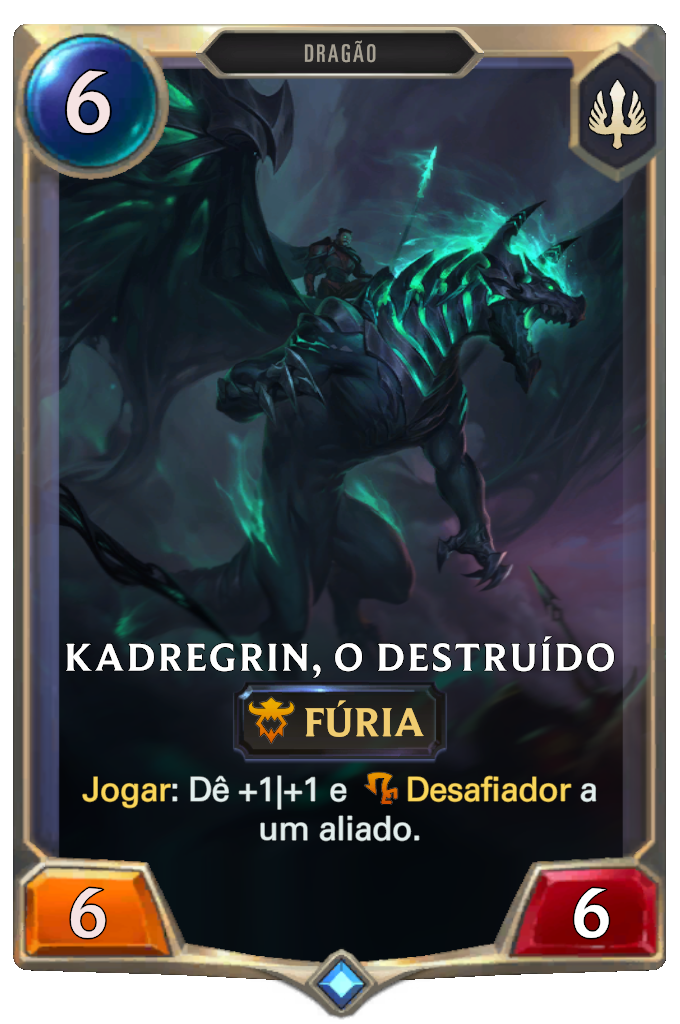 DRAGÃO
6
KADREGRIN, O DESTRUÍDO
FÚRIA
Jogar: Dê +1|+1 e Desafiador a
um aliado.
6
6